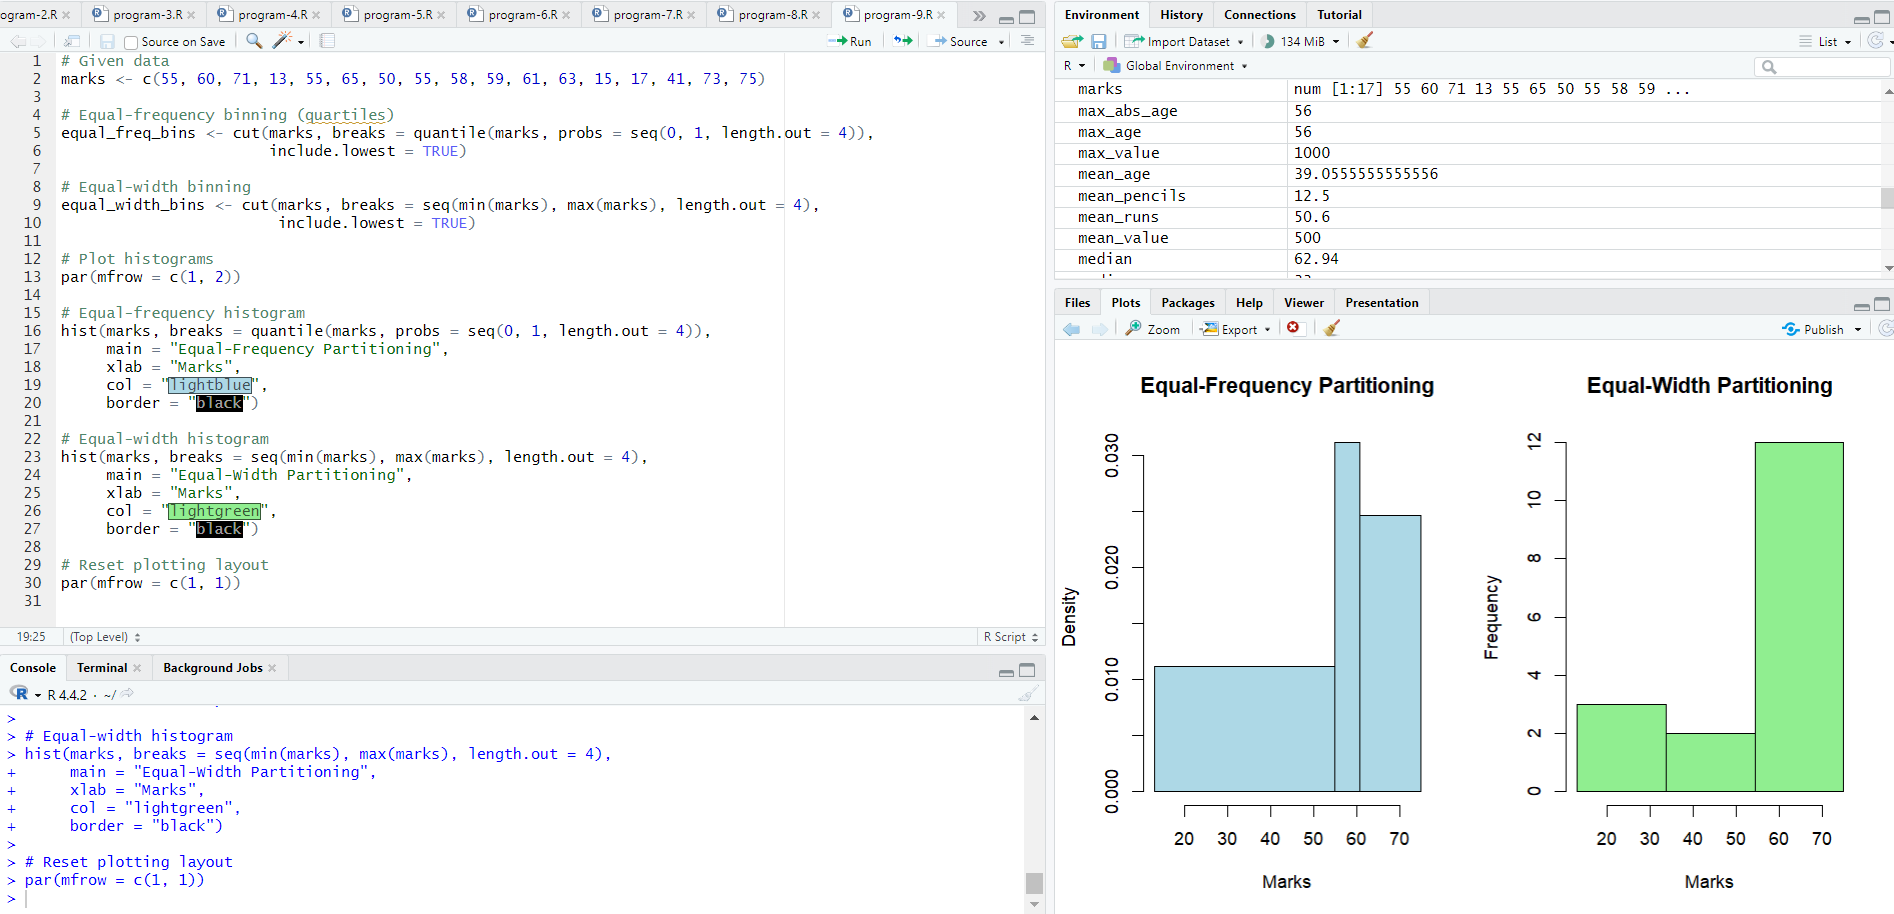 ogram-2.R
program-3.R
program-4.R
program-5.R
program-6.R
program-7.R
program-8.R
program-9.R
Source on Save
Run
Source
1 # Given data
2 marks <- c(55, 60, 71, 13, 55, 65, 50, 55, 58, 59, 61, 63, 15, 17, 41, 73, 75)
3
4 # Equal-frequency binning (quartiles)
5 equal_freq_bins <- cut(marks, breaks = quantile(marks, probs = seq(0, 1, length.out = 4)),
6 include.lowest = TRUE)
7
8 # Equal-width binning
9 equal_width_bins <- cut(marks, breaks = seq(min(marks), max(marks), length.out = 4),
10 include.lowest = TRUE)
11
12 # Plot histograms
13 par(mfrow = c(1, 2))
14
15 # Equal-frequency histogram
16 hist(marks, breaks = quantile(marks, probs = seq(0, 1, length.out = 4)),
17 main = "Equal-Frequency Partitioning",
18 xlab = "Marks",
19 col = "lightblue",
20 border = "black")
21
22 # Equal-width histogram
23 hist(marks, breaks = seq(min(marks), max(marks), length.out = 4),
24 main = "Equal-Width Partitioning",
25 xlab = "Marks",
26 col = "lightgreen",
27 border = "black")
28
29 # Reset plotting layout
30 par(mfrow = c(1, 1))
31
19:25 (Top Level) R Script
Console Terminal Background Jobs
R 4.4.2 · ~/
>
> # Equal-width histogram
> hist(marks, breaks = seq(min(marks), max(marks), length.out = 4),
+ main = "Equal-Width Partitioning",
+ xlab = "Marks",
+ col = "lightgreen",
+ border = "black")
>
> # Reset plotting layout
> par(mfrow = c(1, 1))
>
Environment History Connections Tutorial
Import Dataset 134 MiB List
R Global Environment
marks num [1:17] 55 60 71 13 55 65 50 55 58 59 ...
max_abs_age 56
max_age 56
max_value 1000
mean_age 39.0555555555556
mean_pencils 12.5
mean_runs 50.6
mean_value 500
median 62.94
Files Plots Packages Help Viewer Presentation
Zoom Export Publish
Equal-Frequency Partitioning
Density
0.000 0.010 0.020 0.030
20 30 40 50 60 70
Marks
Equal-Width Partitioning
Frequency
0 2 4 6 8 10 12
20 30 40 50 60 70
Marks